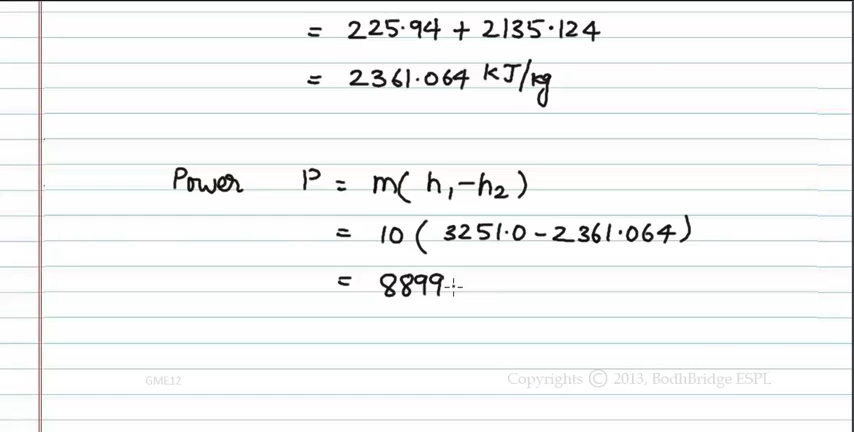 = 225.94 + 2135.124
= 2361.064 KJ/kg
Power P = m( h₁-h₂ )
= 10 ( 3251.0 - 2361.064 )
= 8899
GME12 Copyrights © 2013, BodhBridge ESPL